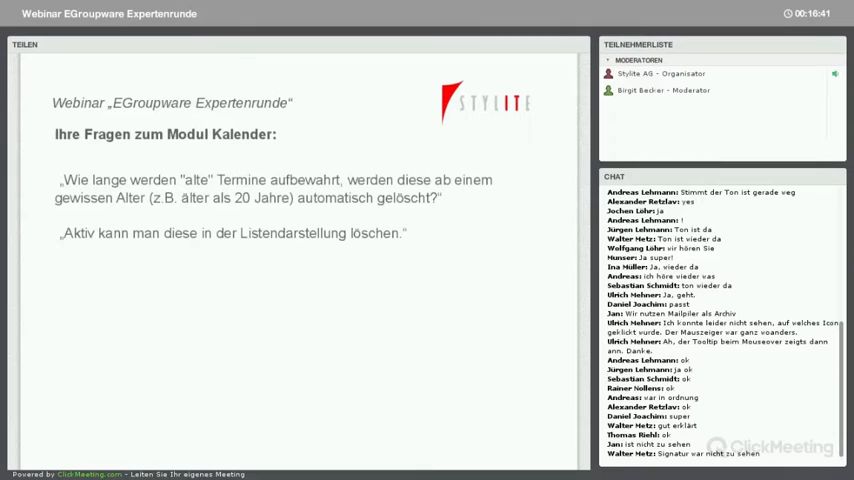 Webinar EGroupware Expertenrunde
00:16:41
TEILEN
Webinar „EGroupware Expertenrunde“
STYLITE
Ihre Fragen zum Modul Kalender:
„Wie lange werden "alte" Termine aufbewahrt, werden diese ab einem
gewissen Alter (z.B. älter als 20 Jahre) automatisch gelöscht?“
„Aktiv kann man diese in der Listendarstellung löschen.“
TEILNEHMERLISTE
MODERATOREN
Stylite AG - Organisator
Birgit Becker - Moderator
CHAT
Andreas Lehmann: Stimmt der Ton ist gerade weg
Alexander Retzlav: yes
Jochen Löhr: ja
Andreas Lehmann: !
Jürgen Lehmann: Ton ist da
Walter Metz: Ton ist wieder da
Wolfgang Löhr: wir hören Sie
Munser: Ja super!
Ina Müller: Ja, wieder da
Andreas: ich höre wieder was
Sebastian Schmidt: ton wieder da
Ulrich Mehner: Ja, geht.
Daniel Joachim: passt
Jan: Wir nutzen Mailpiler als Archiv
Ulrich Mehner: Ich konnte leider nicht sehen, auf welches Icon
geklickt wurde. Der Mauszeiger war ganz woanders.
Ulrich Mehner: Ah, der Tooltip beim Mouseover zeigts dann
ann. Danke.
Andreas Lehmann: ok
Jürgen Lehmann: ja ok
Sebastian Schmidt: ok
Rainer Nollens: ok
Andreas: war in ordnung
Alexander Retzlav: ok
Daniel Joachim: super
Walter Metz: gut erklärt
Thomas Riehl: ok
Jan: ist nicht zu sehen
Walter Metz: Signatur war nicht zu sehen
ClickMeeting
Powered by ClickMeeting.com - Leiten Sie Ihr eigenes Meeting